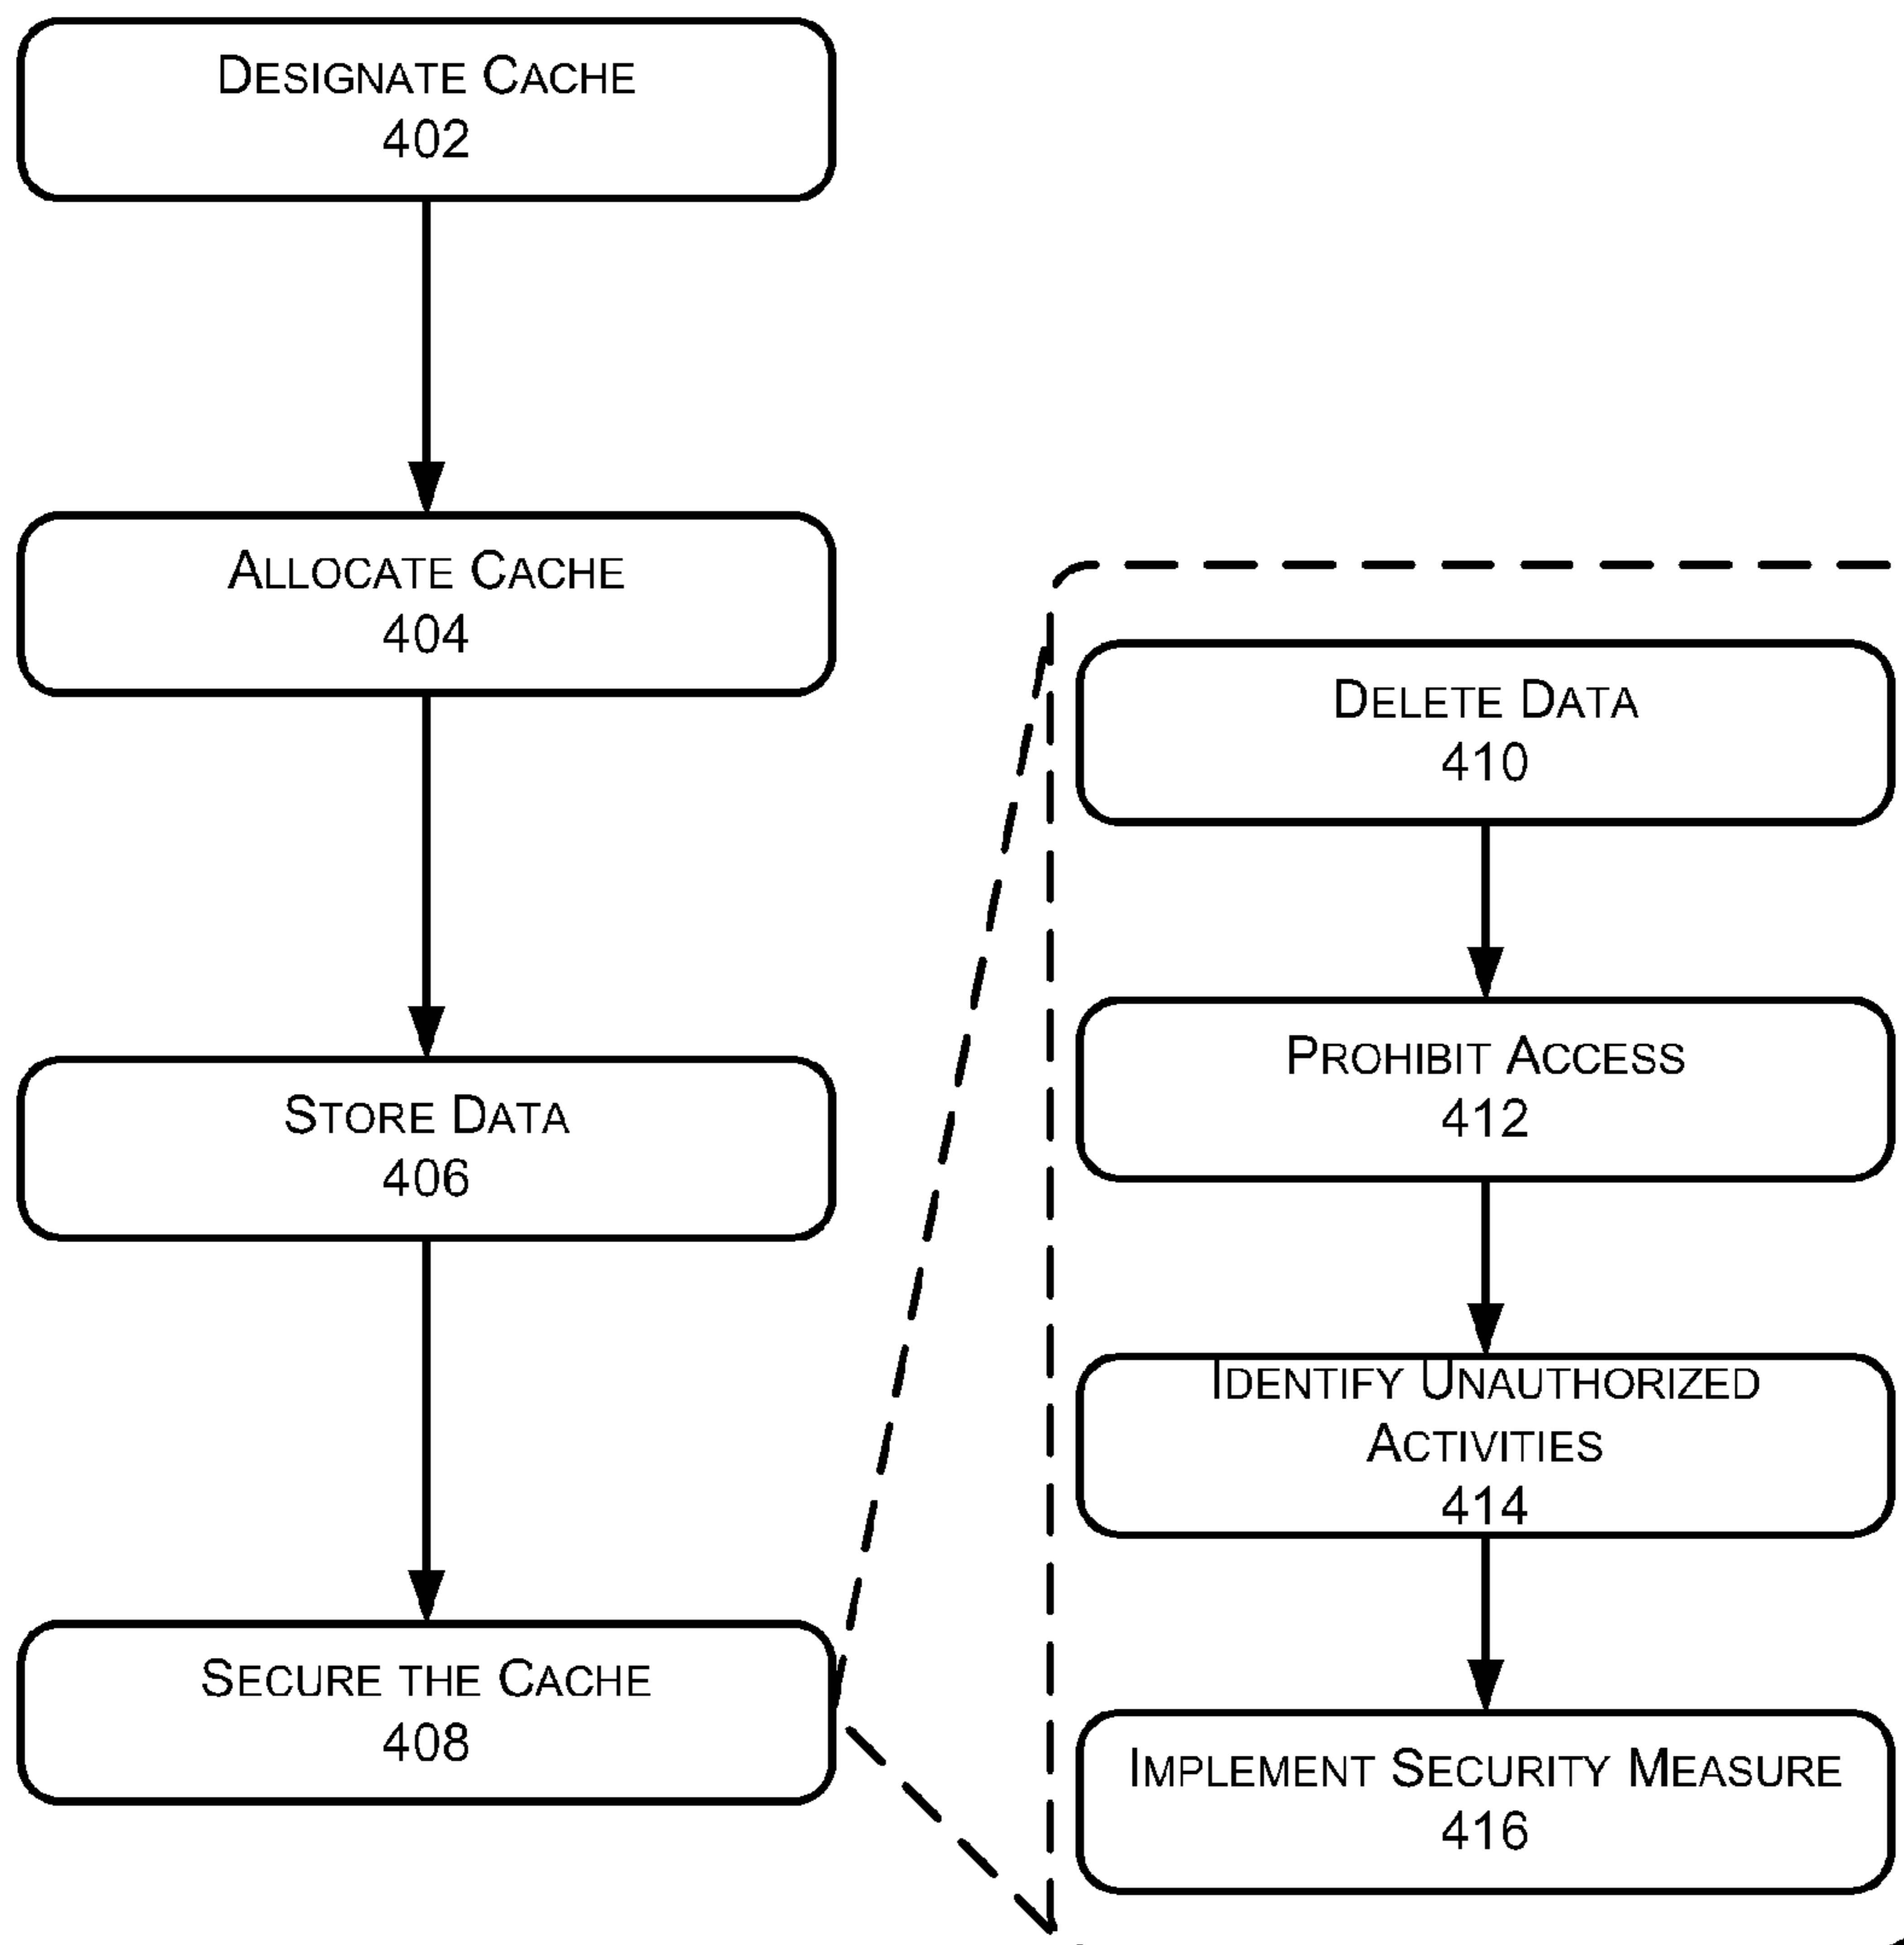 DESIGNATE CACHE
402
ALLOCATE CACHE
404
STORE DATA
406
SECURE THE CACHE
408
DELETE DATA
410
PROHIBIT ACCESS
412
IDENTIFY UNAUTHORIZED
ACTIVITIES
414
IMPLEMENT SECURITY MEASURE
416